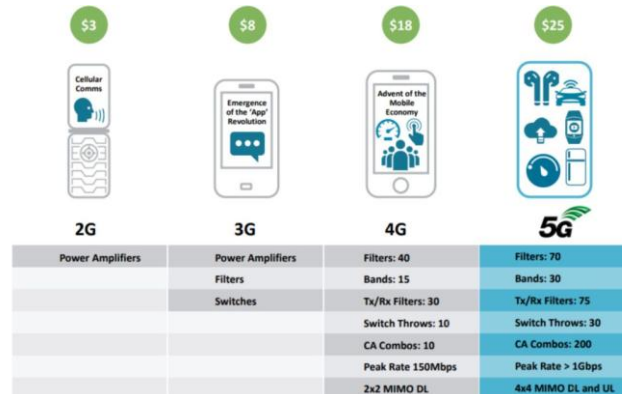 $3
$8
$18
$25
Cellular
Comms
Emergence
of the 'App'
Revolution
Advent of the
Mobile
Economy
2G
3G
4G
5G
Power Amplifiers
Power Amplifiers
Filters: 40
Filters: 70
Filters
Bands: 15
Bands: 30
Switches
Tx/Rx Filters: 30
Tx/Rx Filters: 75
Switch Throws: 10
Switch Throws: 30
CA Combos: 10
CA Combos: 200
Peak Rate 150Mbps
Peak Rate > 1Gbps
2x2 MIMO DL
4x4 MIMO DL and UL